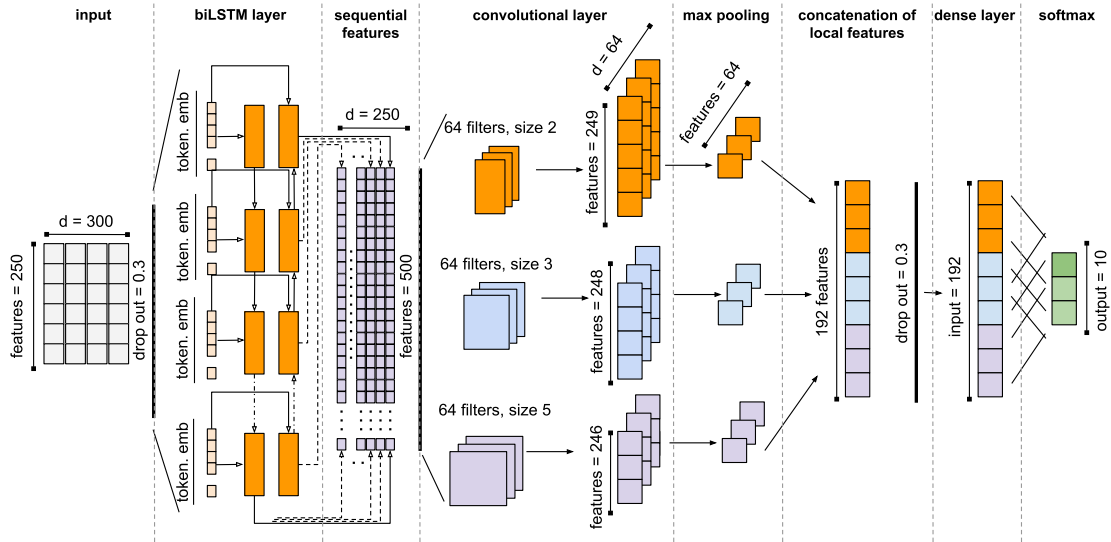 input
biLSTM layer
sequential
features
convolutional layer
max pooling
concatenation of
local features
dense layer
softmax
d = 300
features = 250
drop out = 0.3
token. emb
token. emb
token. emb
token. emb
d = 250
features = 500
64 filters, size 2
64 filters, size 3
64 filters, size 5
d = 64
features = 249
features = 248
features = 246
features = 64
192 features
drop out = 0.3
input = 192
output = 10